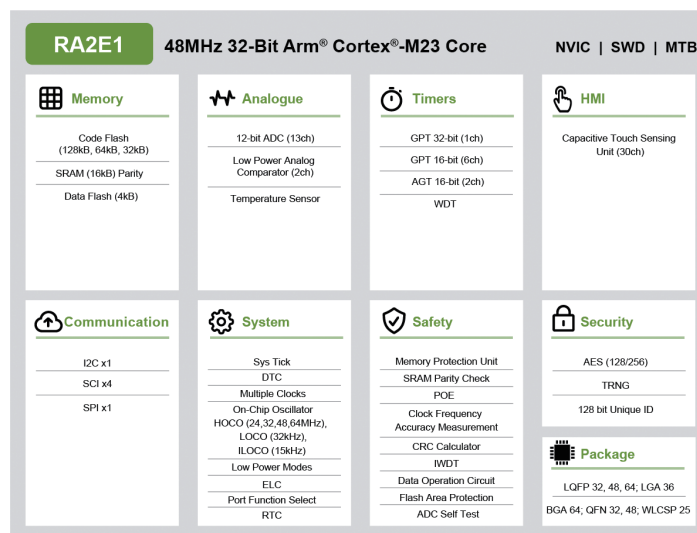 RA2E1
48MHz 32-Bit Arm® Cortex®-M23 Core
NVIC | SWD | MTB
Memory
Code Flash
(128kB, 64kB, 32kB)
SRAM (16kB) Parity
Data Flash (4kB)
Analogue
12-bit ADC (13ch)
Low Power Analog
Comparator (2ch)
Temperature Sensor
Timers
GPT 32-bit (1ch)
GPT 16-bit (6ch)
AGT 16-bit (2ch)
WDT
HMI
Capacitive Touch Sensing
Unit (30ch)
Communication
I2C x1
SCI x4
SPI x1
System
Sys Tick
DTC
Multiple Clocks
On-Chip Oscillator
HOCO (24,32,48,64MHz),
LOCO (32kHz),
ILOCO (15kHz)
Low Power Modes
ELC
Port Function Select
RTC
Safety
Memory Protection Unit
SRAM Parity Check
POE
Clock Frequency
Accuracy Measurement
CRC Calculator
IWDT
Data Operation Circuit
Flash Area Protection
ADC Self Test
Security
AES (128/256)
TRNG
128 bit Unique ID
Package
LQFP 32, 48, 64; LGA 36
BGA 64; QFN 32, 48; WLCSP 25